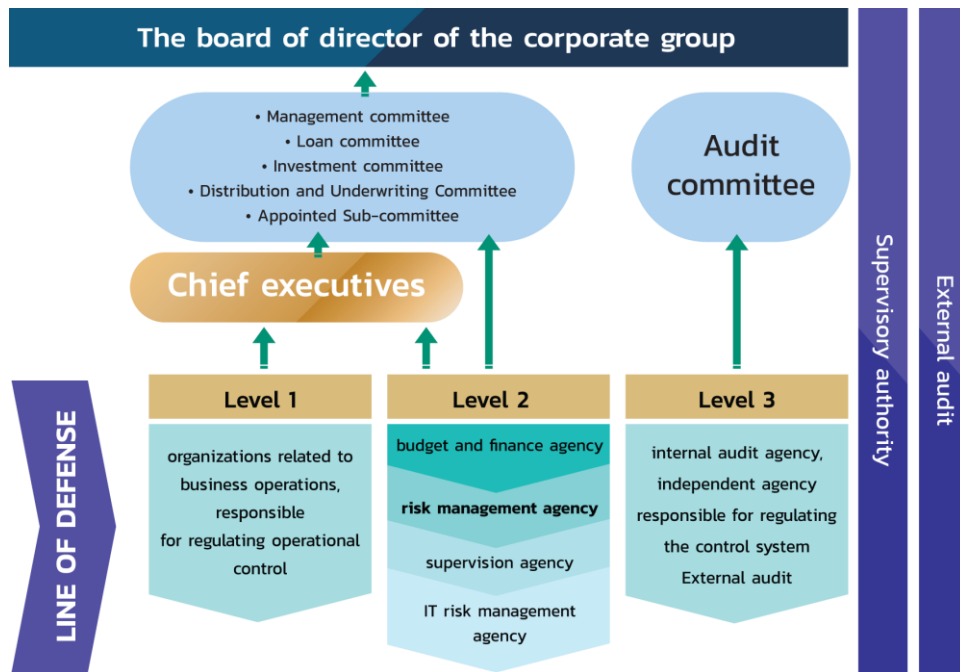 The board of director of the corporate group
• Management committee
• Loan committee
• Investment committee
• Distribution and Underwriting Committee
• Appointed Sub-committee
Audit
committee
Chief executives
Supervisory authority
External audit
LINE OF DEFENSE
Level 1
organizations related to
business operations,
responsible
for regulating operational
control
Level 2
budget and finance agency
risk management agency
supervision agency
IT risk management
agency
Level 3
internal audit agency,
independent agency
responsible for regulating
the control system
External audit